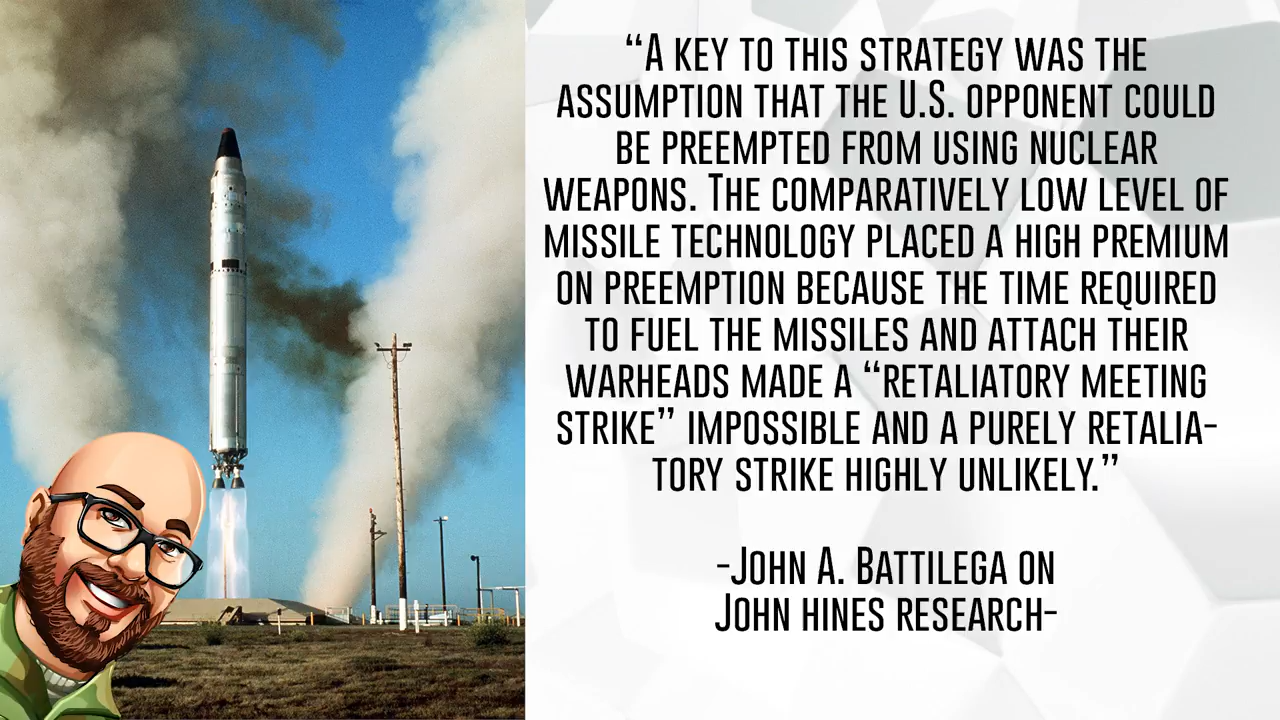 “A KEY TO THIS STRATEGY WAS THE
ASSUMPTION THAT THE U.S. OPPONENT COULD
BE PREEMPTED FROM USING NUCLEAR
WEAPONS. THE COMPARATIVELY LOW LEVEL OF
MISSILE TECHNOLOGY PLACED A HIGH PREMIUM
ON PREEMPTION BECAUSE THE TIME REQUIRED
TO FUEL THE MISSILES AND ATTACH THEIR
WARHEADS MADE A “RETALIATORY MEETING
STRIKE” IMPOSSIBLE AND A PURELY RETALIA-
TORY STRIKE HIGHLY UNLIKELY.”
-JOHN A. BATTILEGA ON
JOHN HINES RESEARCH-